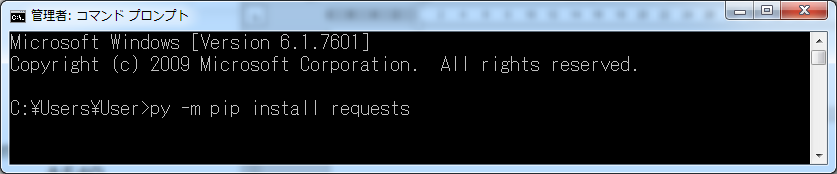 管理者: コマンド プロンプト
Microsoft Windows [Version 6.1.7601]
Copyright (c) 2009 Microsoft Corporation.  All rights reserved.
C:¥Users¥User>py -m pip install requests